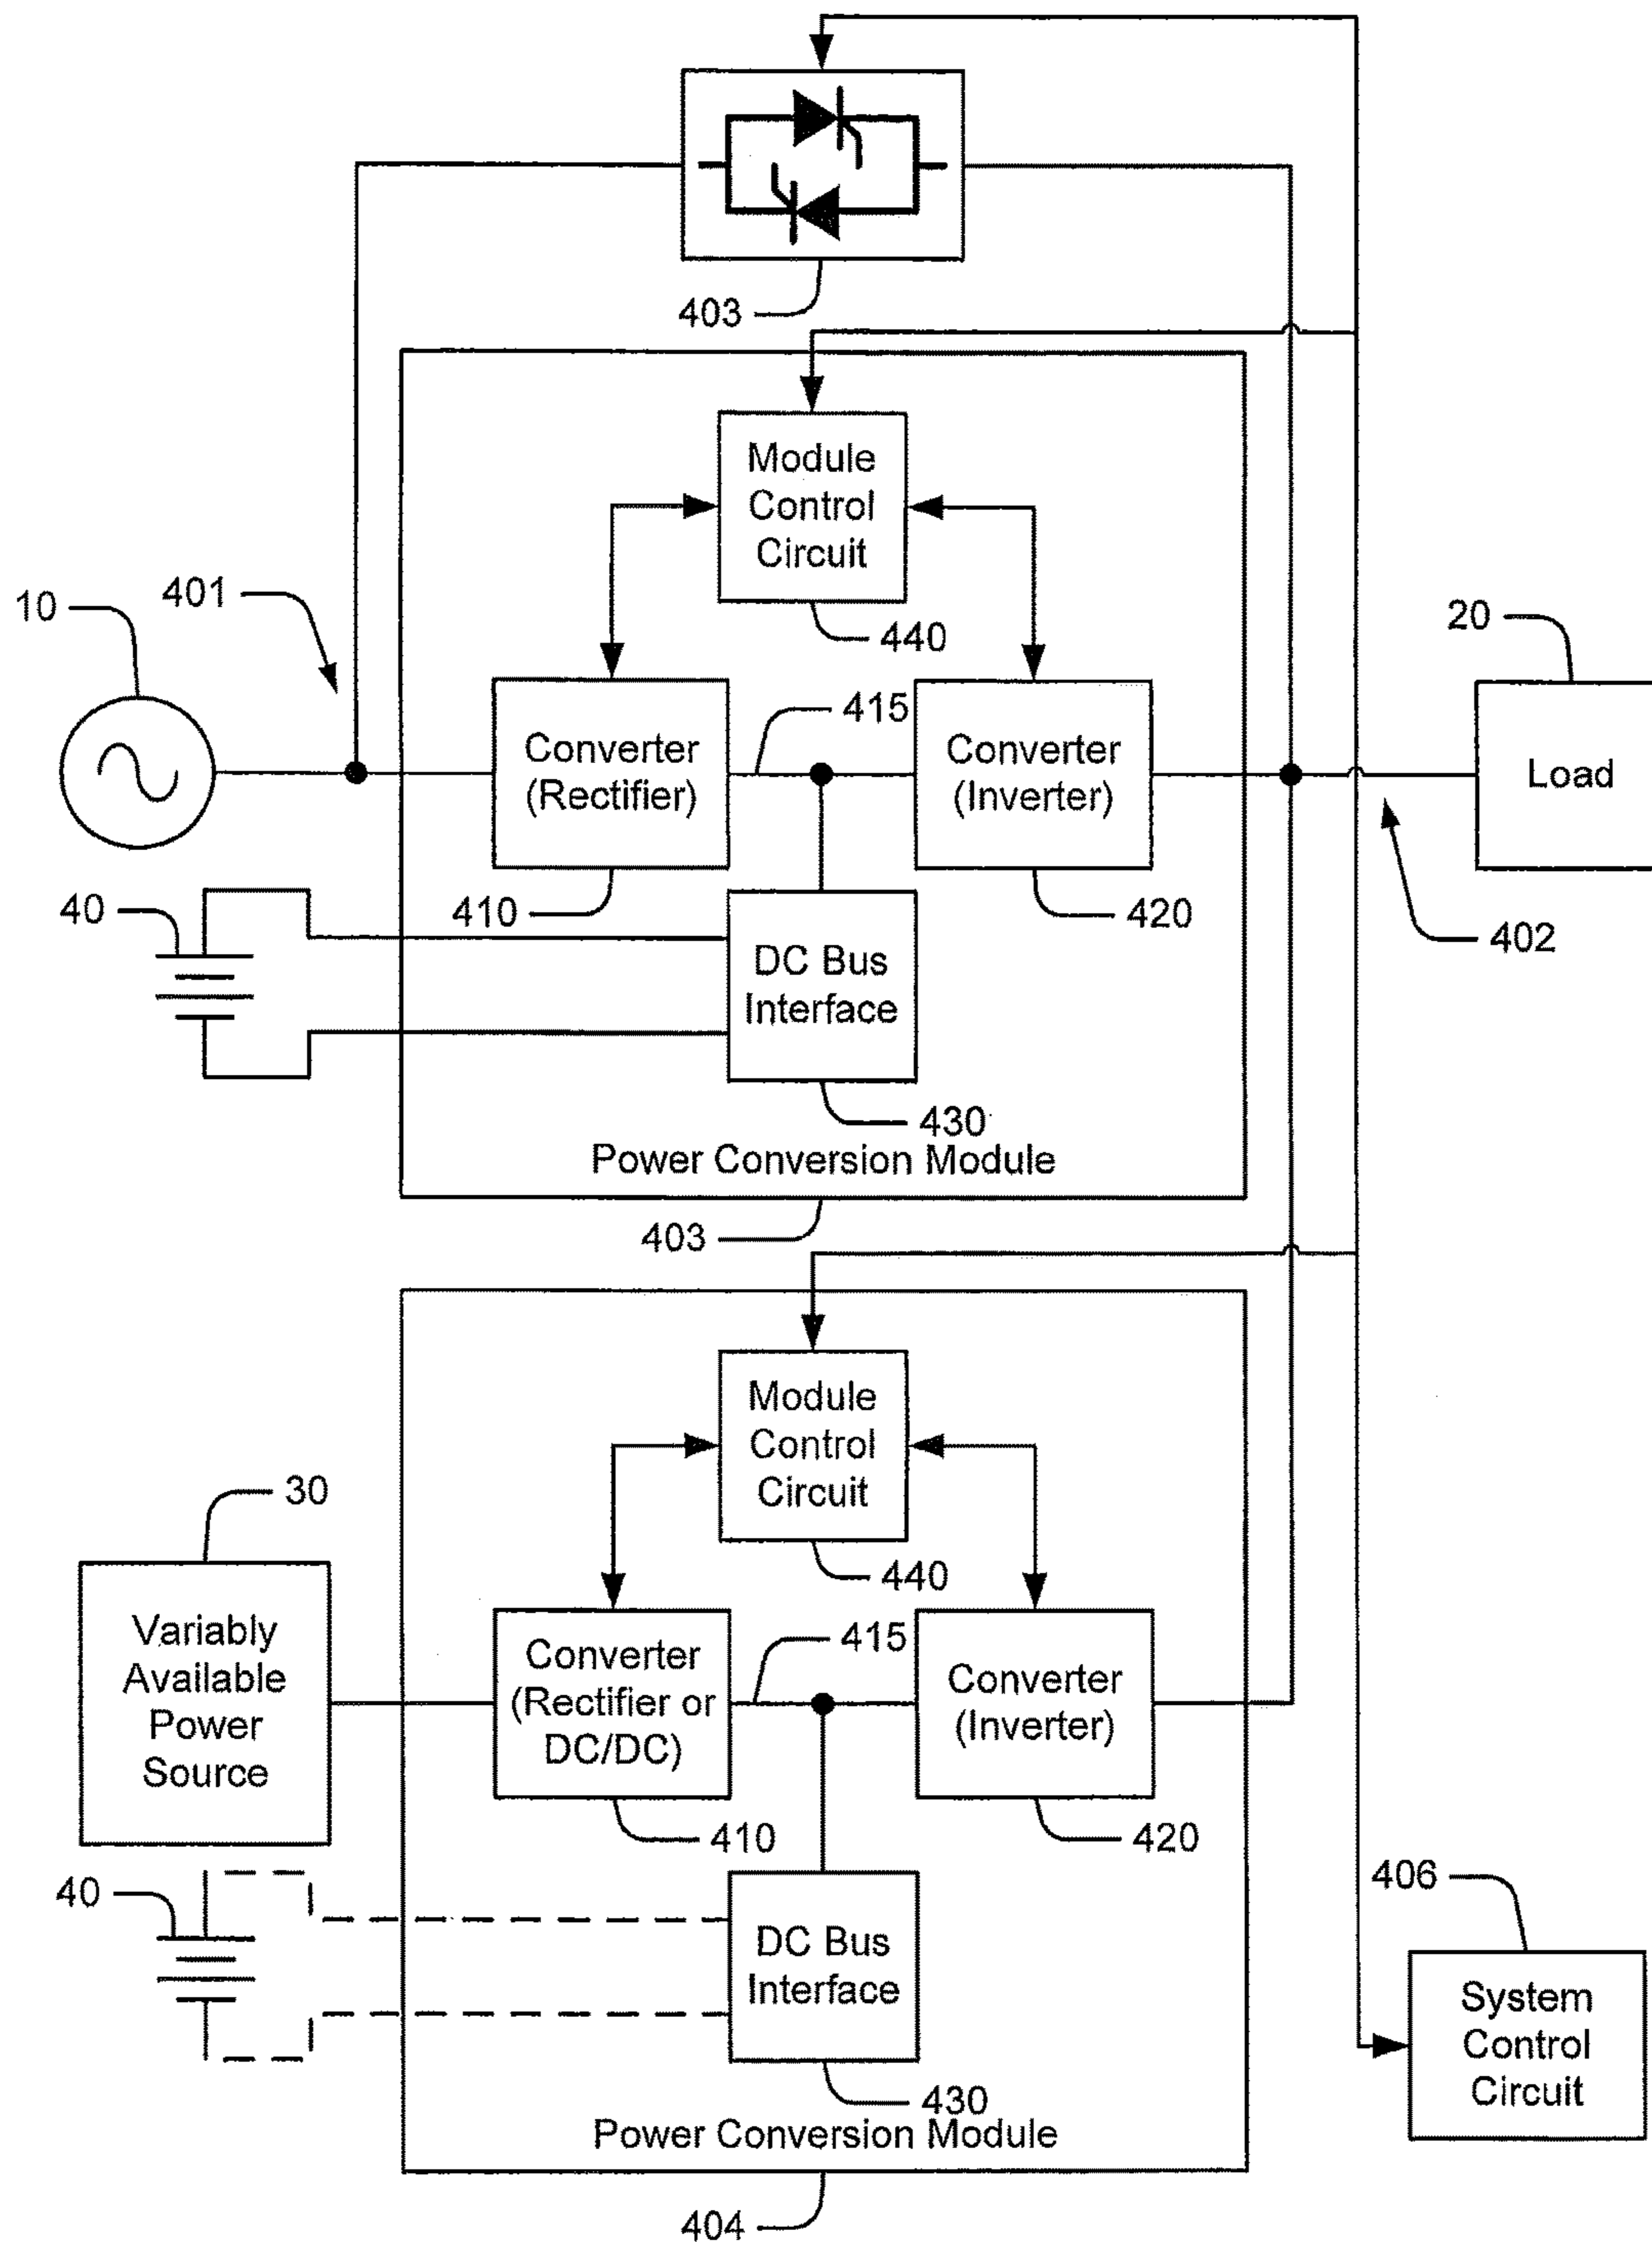 403
Module
Control
Circuit
440
10
401
20
Converter
(Rectifier)
415
Converter
(Inverter)
Load
410
420
402
40
DC Bus
Interface
430
Power Conversion Module
403
Module
Control
Circuit
440
30
Variably
Available
Power
Source
Converter
(Rectifier or
DC/DC)
415
Converter
(Inverter)
410
420
40
DC Bus
Interface
430
406
System
Control
Circuit
Power Conversion Module
404